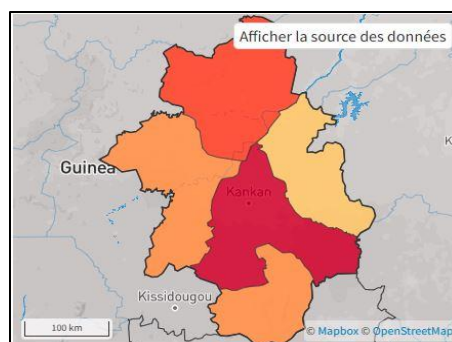 Afficher la source des données
Guinea
Kankan
Kissidougou
100 km
© Mapbox © OpenStreetMap